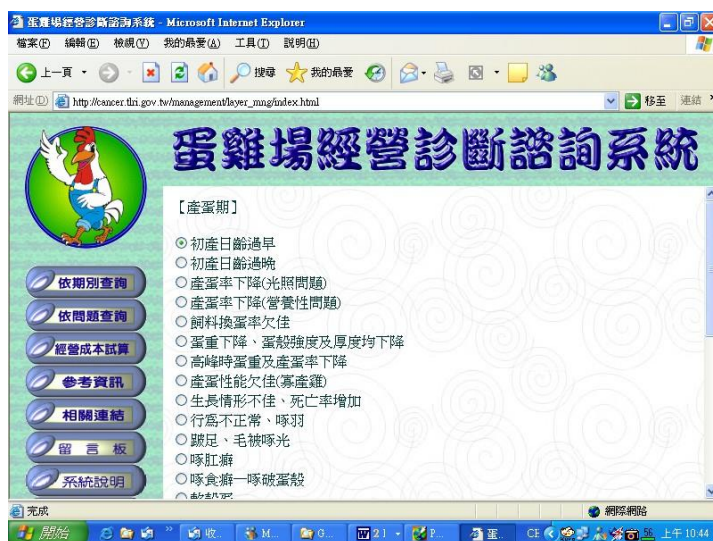 蛋雞場經營診斷諮詢系統 - Microsoft Internet Explorer
檔案(F) 編輯(E) 檢視(V) 我的最愛(A) 工具(T) 說明(H)
上一頁 搜尋 我的最愛
網址(D) http://cancer.tlri.gov.tw/management/layer_mng/index.html 移至 連結
蛋雞場經營診斷諮詢系統
【產蛋期】
初產日齡過早
初產日齡過晚
產蛋率下降(光照問題)
產蛋率下降(營養性問題)
飼料換蛋率欠佳
蛋重下降、蛋殼強度及厚度均下降
高峰時蛋重及產蛋率下降
產蛋性能欠佳(寡產雞)
生長情形不佳、死亡率增加
行為不正常、啄羽
跛足、毛被啄光
啄肛癖
啄食癖─啄破蛋殼
軟殼蛋
依期別查詢
依問題查詢
經營成本試算
參考資訊
相關連結
留言板
系統說明
完成 網際網路
開始 收... M... G... 21 P... 蛋... CH 上午 10:44